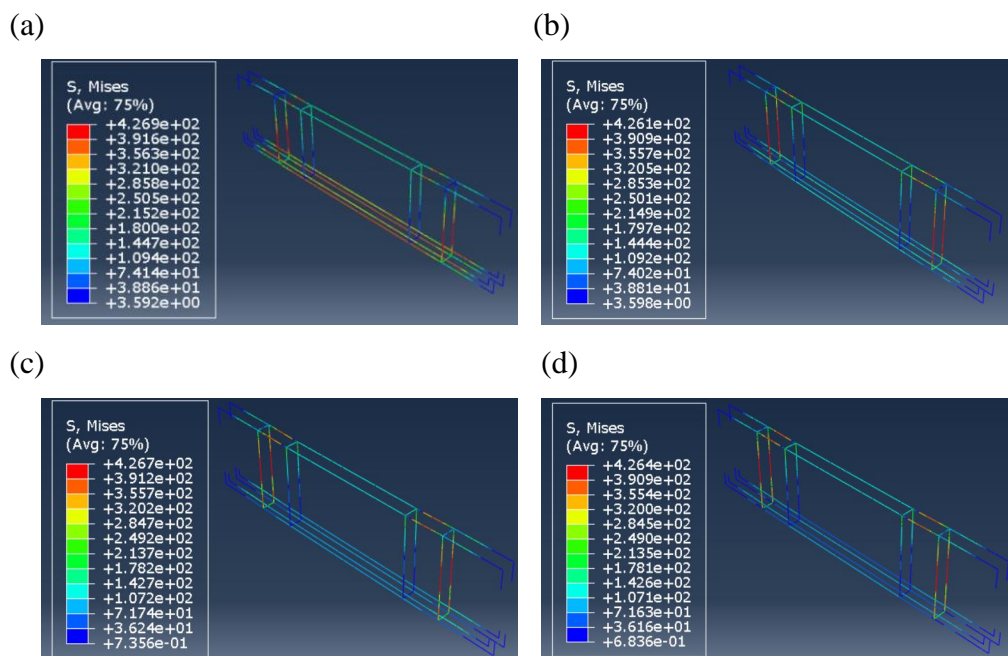 (a)
S, Mises
(Avg: 75%)
+4.269e+02
+3.916e+02
+3.563e+02
+3.210e+02
+2.858e+02
+2.505e+02
+2.152e+02
+1.800e+02
+1.447e+02
+1.094e+02
+7.414e+01
+3.886e+01
+3.592e+00
(b)
S, Mises
(Avg: 75%)
+4.261e+02
+3.909e+02
+3.557e+02
+3.205e+02
+2.853e+02
+2.501e+02
+2.149e+02
+1.797e+02
+1.444e+02
+1.092e+02
+7.402e+01
+3.881e+01
+3.598e+00
(c)
S, Mises
(Avg: 75%)
+4.267e+02
+3.912e+02
+3.557e+02
+3.202e+02
+2.847e+02
+2.492e+02
+2.137e+02
+1.782e+02
+1.427e+02
+1.072e+02
+7.174e+01
+3.624e+01
+7.356e-01
(d)
S, Mises
(Avg: 75%)
+4.264e+02
+3.909e+02
+3.554e+02
+3.200e+02
+2.845e+02
+2.490e+02
+2.135e+02
+1.781e+02
+1.426e+02
+1.071e+02
+7.163e+01
+3.616e+01
+6.836e-01